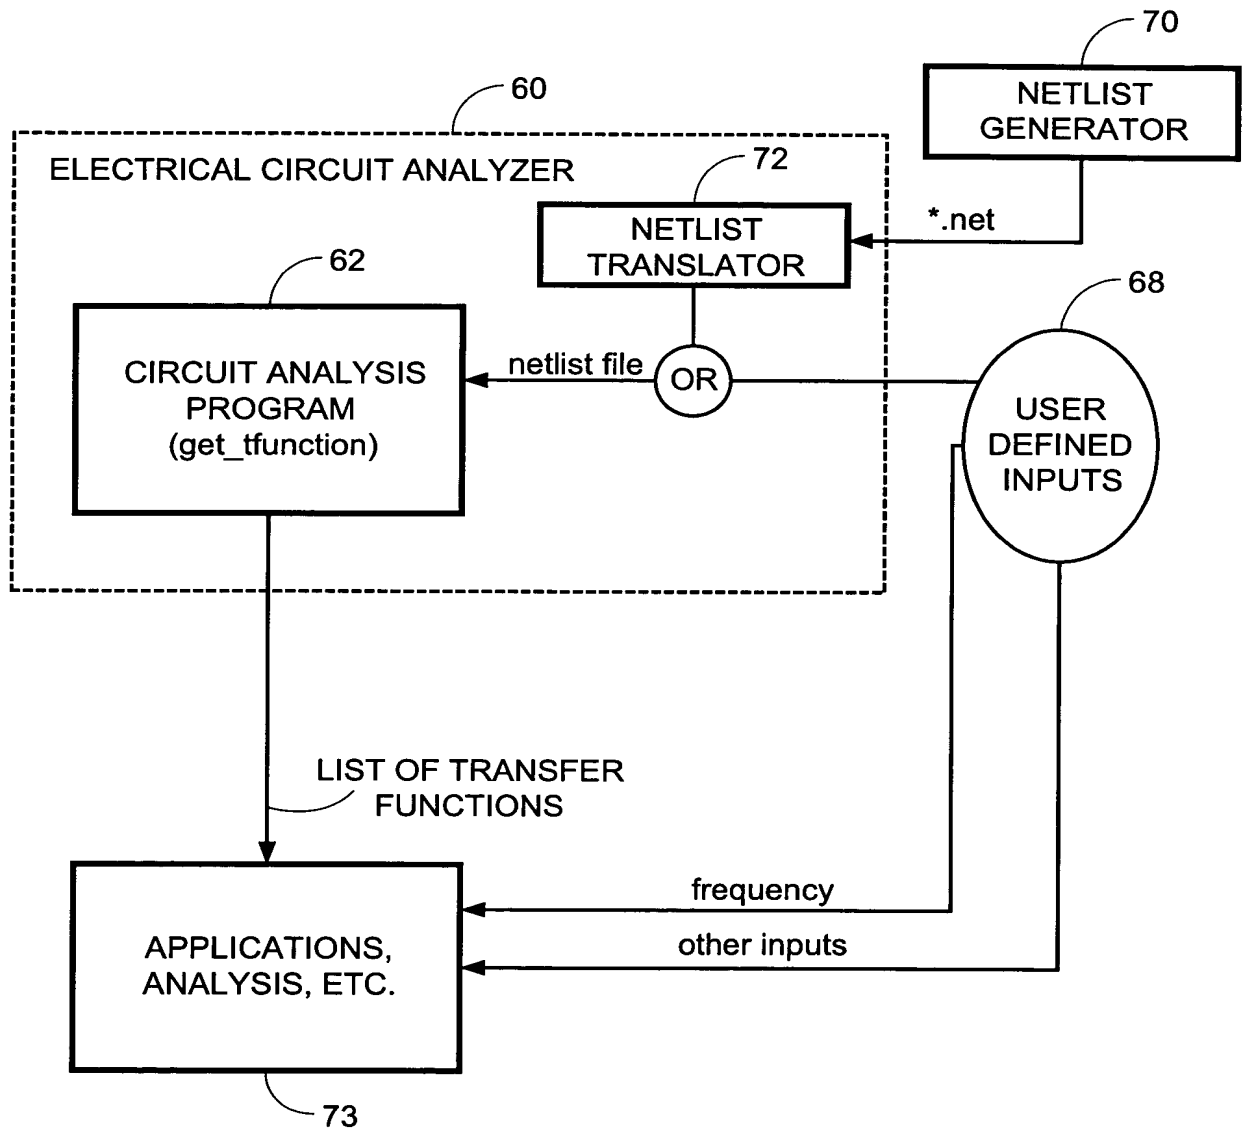 70
NETLIST
GENERATOR
60
ELECTRICAL CIRCUIT ANALYZER
72
NETLIST
TRANSLATOR
*.net
62
68
CIRCUIT ANALYSIS
PROGRAM
(get_tfunction)
netlist file
OR
USER
DEFINED
INPUTS
LIST OF TRANSFER
FUNCTIONS
frequency
other inputs
APPLICATIONS,
ANALYSIS, ETC.
73